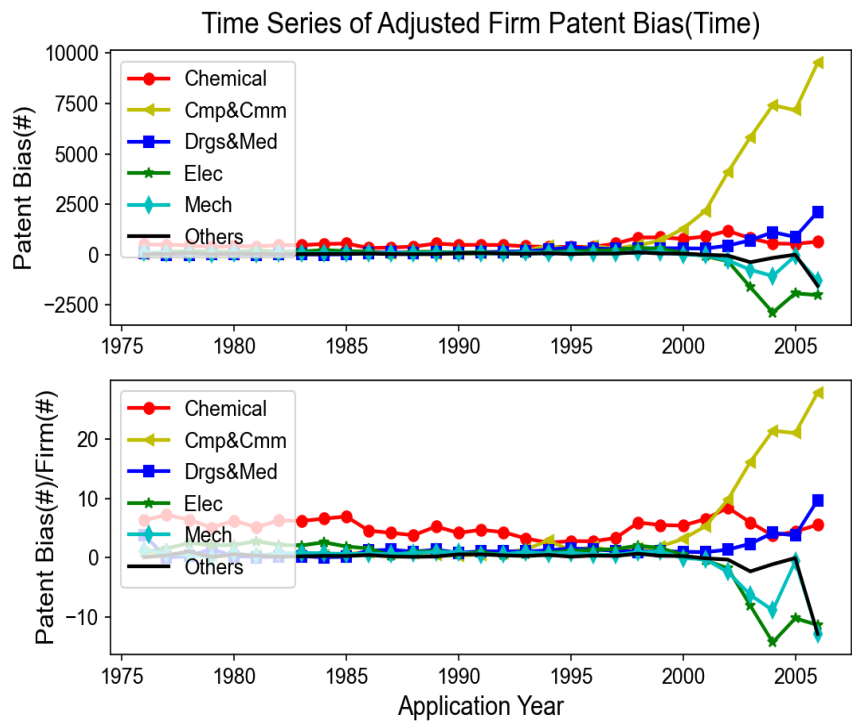 Time Series of Adjusted Firm Patent Bias(Time)
Patent Bias(#)
10000
7500
5000
2500
0
−2500
Chemical
Cmp&Cmm
Drgs&Med
Elec
Mech
Others
1975 1980 1985 1990 1995 2000 2005
Patent Bias(#)/Firm(#)
20
10
0
−10
Chemical
Cmp&Cmm
Drgs&Med
Elec
Mech
Others
1975 1980 1985 1990 1995 2000 2005
Application Year